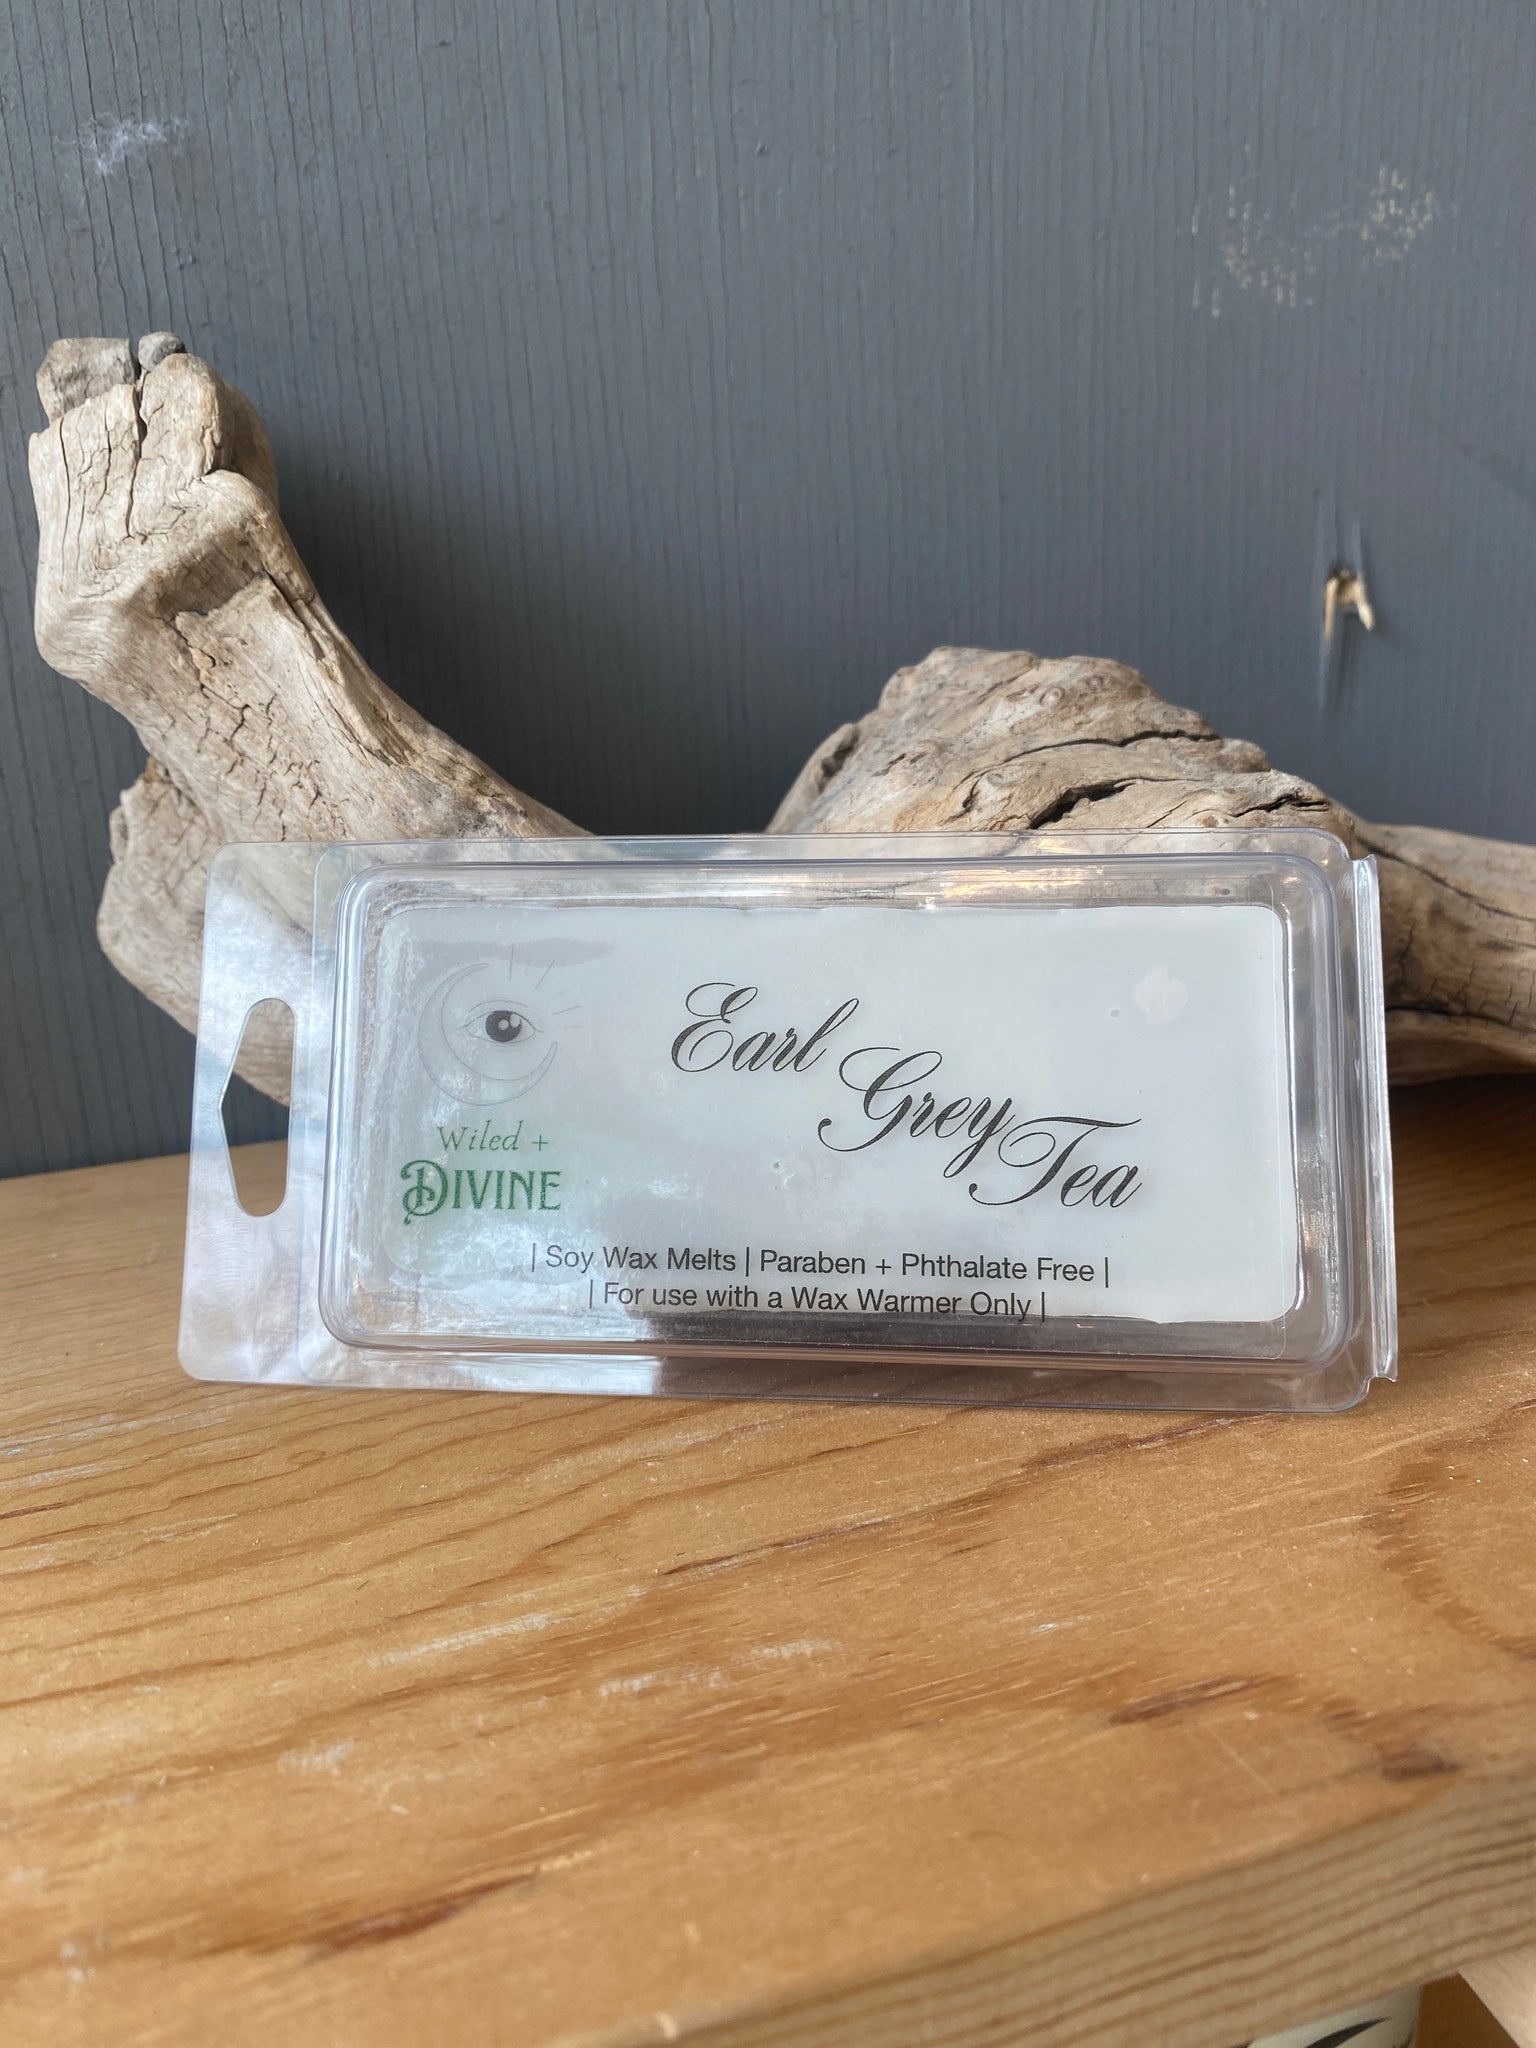 Wiled +
DIVINE
Earl
Grey
Tea
| Soy Wax Melts | Paraben + Phthalate Free |
| For use with a Wax Warmer Only |